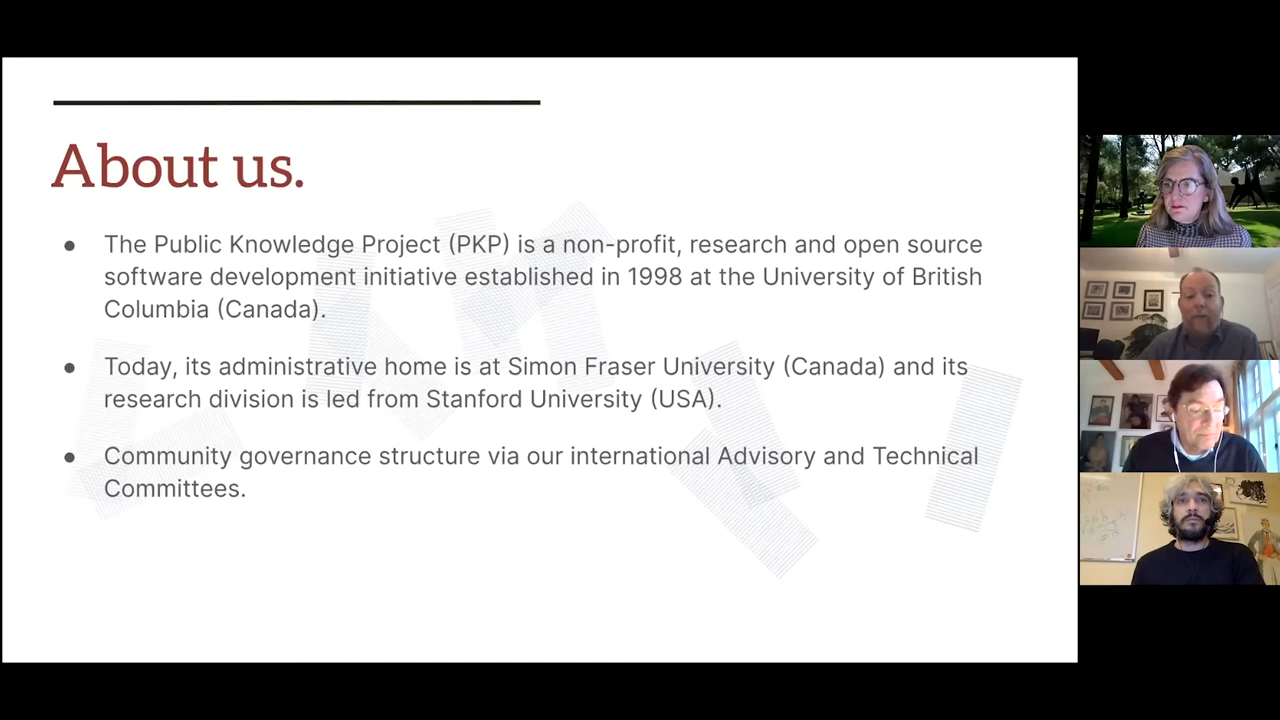 About us.
● The Public Knowledge Project (PKP) is a non-profit, research and open source
software development initiative established in 1998 at the University of British
Columbia (Canada).
● Today, its administrative home is at Simon Fraser University (Canada) and its
research division is led from Stanford University (USA).
● Community governance structure via our international Advisory and Technical
Committees.